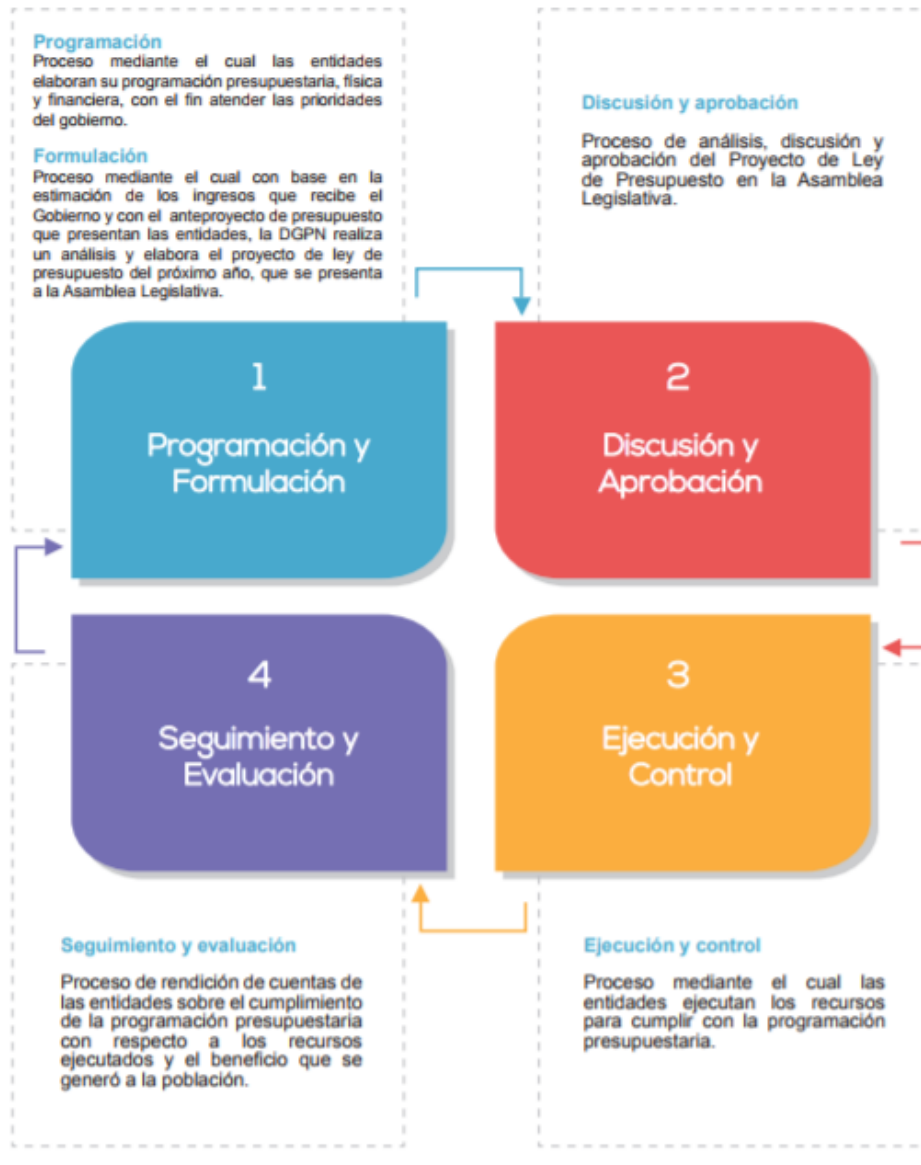 Programación
Proceso mediante el cual las entidades
elaboran su programación presupuestaria, física
y financiera, con el fin atender las prioridades
del gobierno.
Formulación
Proceso mediante el cual con base en la
estimación de los ingresos que recibe el
Gobierno y con el anteproyecto de presupuesto
que presentan las entidades, la DGPN realiza
un análisis y elabora el proyecto de ley de
presupuesto del próximo año, que se presenta
a la Asamblea Legislativa.
Discusión y aprobación
Proceso de análisis, discusión y
aprobación del Proyecto de Ley
de Presupuesto en la Asamblea
Legislativa.
1
Programación y
Formulación
2
Discusión y
Aprobación
4
Seguimiento y
Evaluación
3
Ejecución y
Control
Seguimiento y evaluación
Proceso de rendición de cuentas de
las entidades sobre el cumplimiento
de la programación presupuestaria
con respecto a los recursos
ejecutados y el beneficio que se
generó a la población.
Ejecución y control
Proceso mediante el cual las
entidades ejecutan los recursos
para cumplir con la programación
presupuestaria.